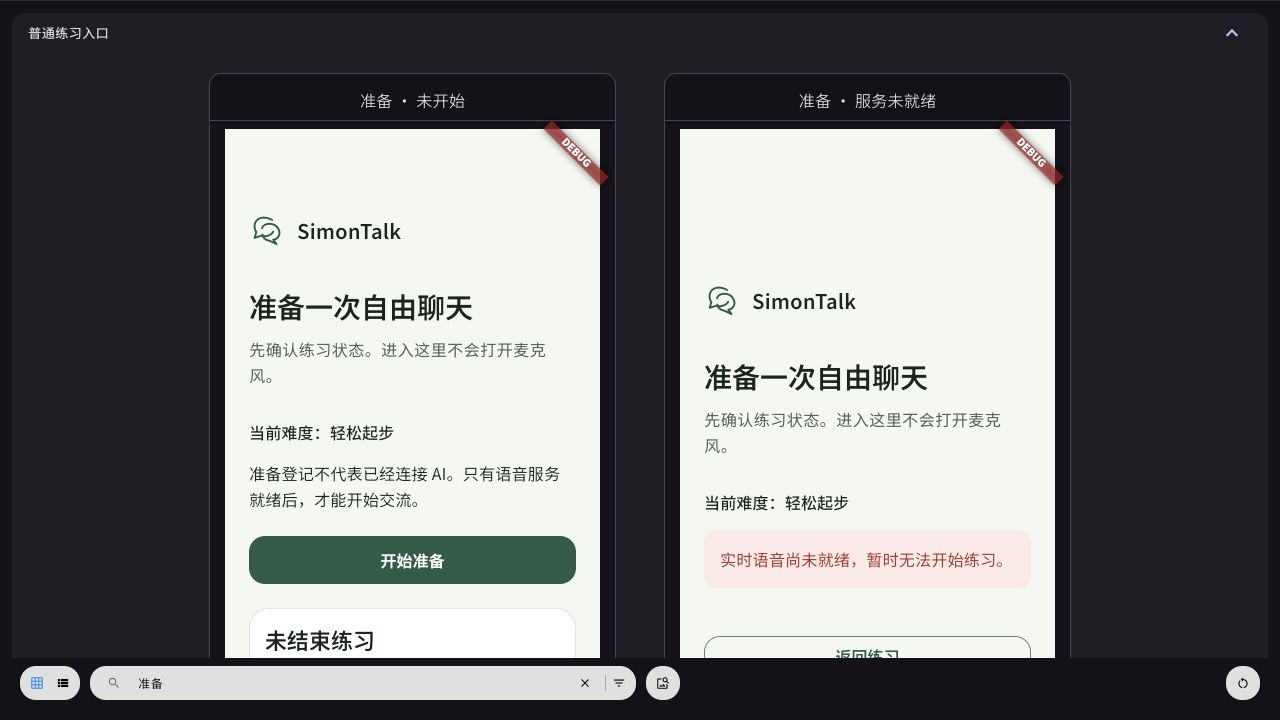 普通练习入口
准备 · 未开始
DEBUG
SimonTalk
准备一次自由聊天
先确认练习状态。进入这里不会打开麦克
风。
当前难度：轻松起步
准备登记不代表已经连接 AI。只有语音服务
就绪后，才能开始交流。
开始准备
未结束练习
准备 · 服务未就绪
DEBUG
SimonTalk
准备一次自由聊天
先确认练习状态。进入这里不会打开麦克
风。
当前难度：轻松起步
实时语音尚未就绪，暂时无法开始练习。
返回练习
准备